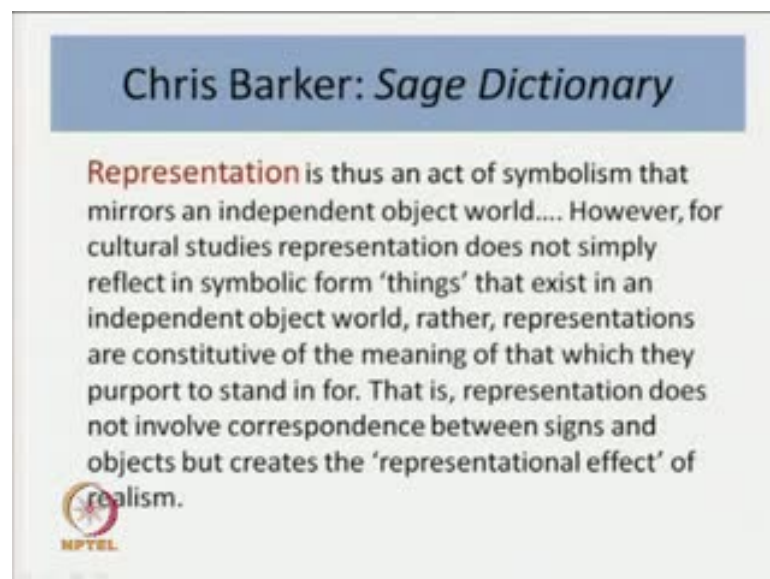 Chris Barker: Sage Dictionary
Representation is thus an act of symbolism that
mirrors an independent object world.... However, for
cultural studies representation does not simply
reflect in symbolic form ‘things’ that exist in an
independent object world, rather, representations
are constitutive of the meaning of that which they
purport to stand in for. That is, representation does
not involve correspondence between signs and
objects but creates the ‘representational effect’ of
realism.
NPTEL